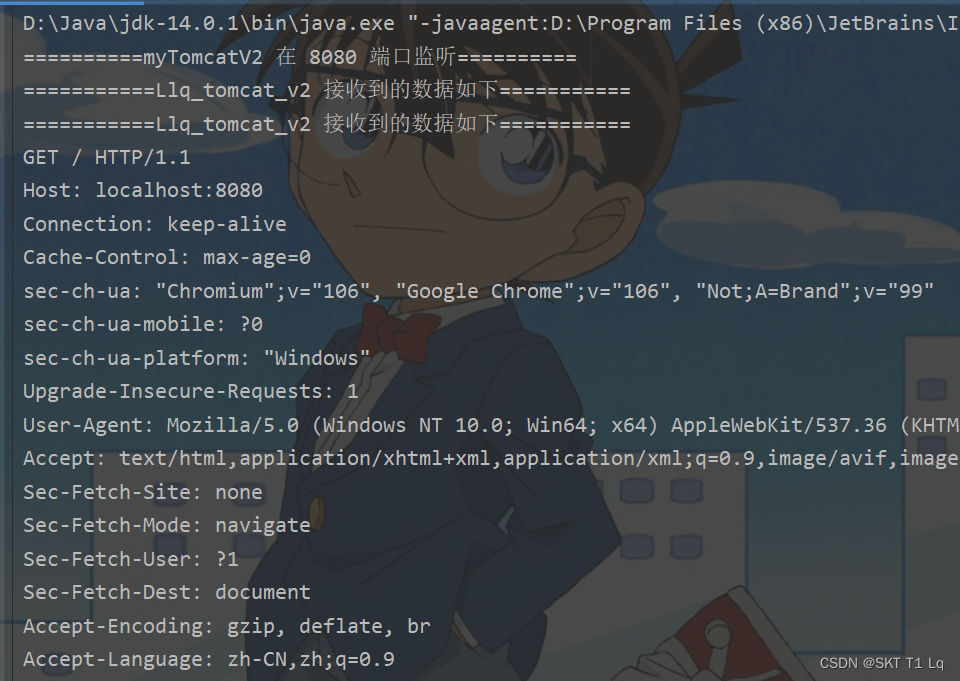 D:\Java\jdk-14.0.1\bin\java.exe "-javaagent:D:\Program Files (x86)\JetBrains\I
==========myTomcatV2 在 8080 端口监听==========
===========Llq_tomcat_v2 接收到的数据如下===========
===========Llq_tomcat_v2 接收到的数据如下===========
GET / HTTP/1.1
Host: localhost:8080
Connection: keep-alive
Cache-Control: max-age=0
sec-ch-ua: "Chromium";v="106", "Google Chrome";v="106", "Not;A=Brand";v="99"
sec-ch-ua-mobile: ?0
sec-ch-ua-platform: "Windows"
Upgrade-Insecure-Requests: 1
User-Agent: Mozilla/5.0 (Windows NT 10.0; Win64; x64) AppleWebKit/537.36 (KHTM
Accept: text/html,application/xhtml+xml,application/xml;q=0.9,image/avif,image
Sec-Fetch-Site: none
Sec-Fetch-Mode: navigate
Sec-Fetch-User: ?1
Sec-Fetch-Dest: document
Accept-Encoding: gzip, deflate, br
Accept-Language: zh-CN,zh;q=0.9
CSDN @SKT T1 Lq